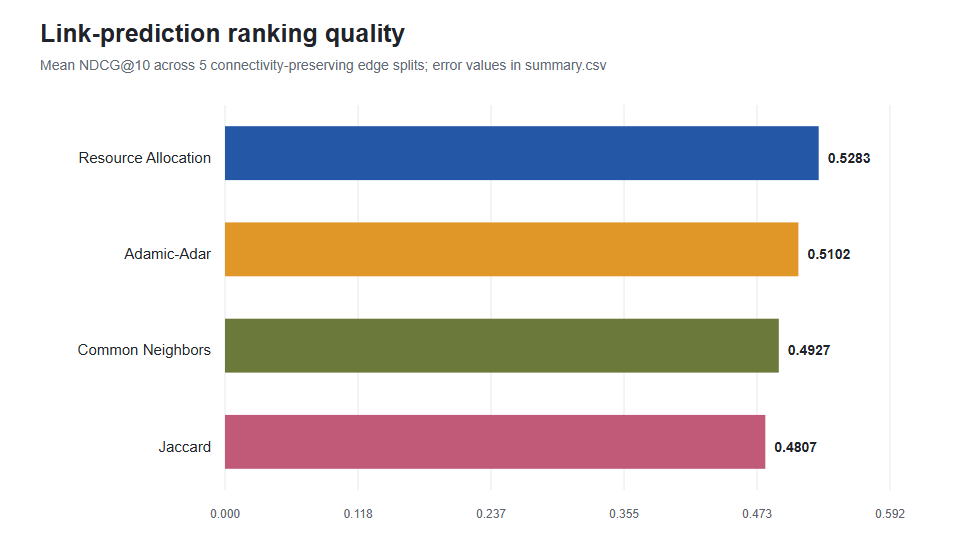 Link-prediction ranking quality
Mean NDCG@10 across 5 connectivity-preserving edge splits; error values in summary.csv
Resource Allocation 0.5283
Adamic-Adar 0.5102
Common Neighbors 0.4927
Jaccard 0.4807
0.000 0.118 0.237 0.355 0.473 0.592